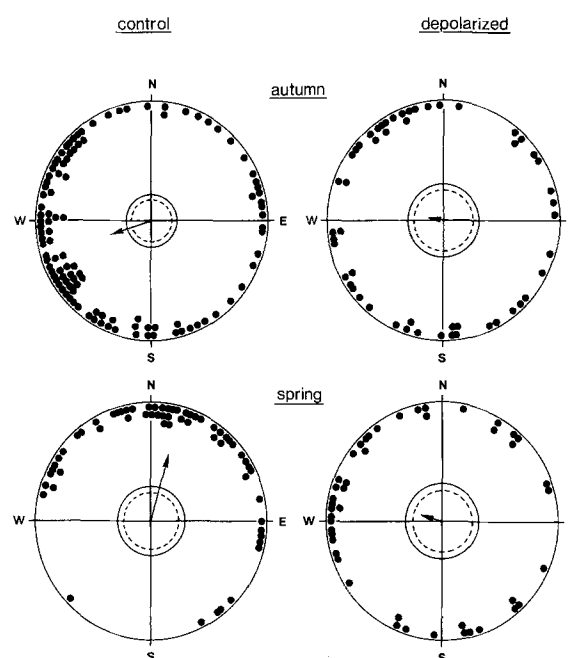 control depolarized
N N
autumn
W E W
S S
N N
spring
W E W
S S